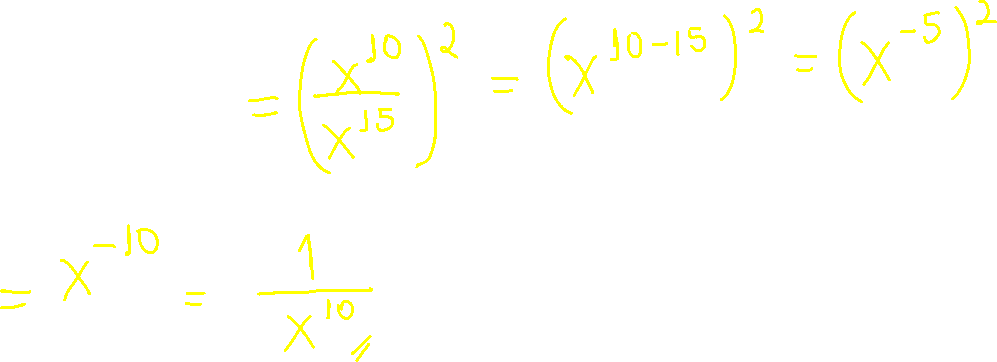 = (x^10 / x^15)^2 = (x^10-15)^2 = (x^-5)^2
= x^-10 = 1 / x^10